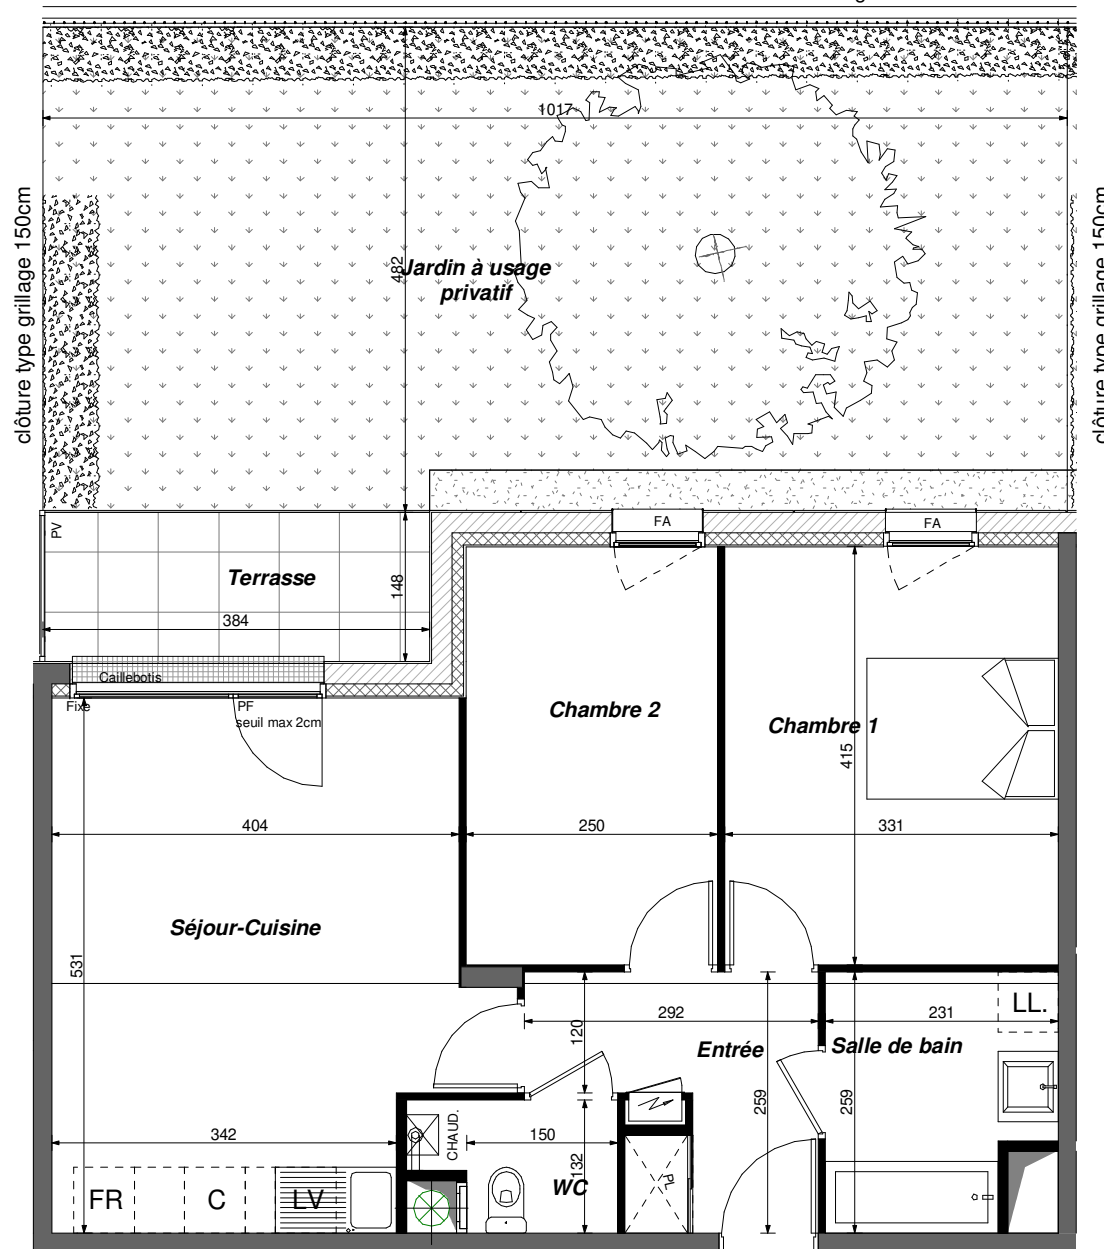 1017
clôture type grillage 150cm
clôture type grillage 150cm
482
Jardin à usage
privatif
PV
FA
FA
Terrasse
148
384
Caillebotis
Fixe
PF
seuil max 2cm
Chambre 2
Chambre 1
415
404
250
331
Séjour-Cuisine
531
292
231
LL.
120
Entrée
Salle de bain
259
259
342
CHAUD.
150
132
WC
PL
FR
C
LV